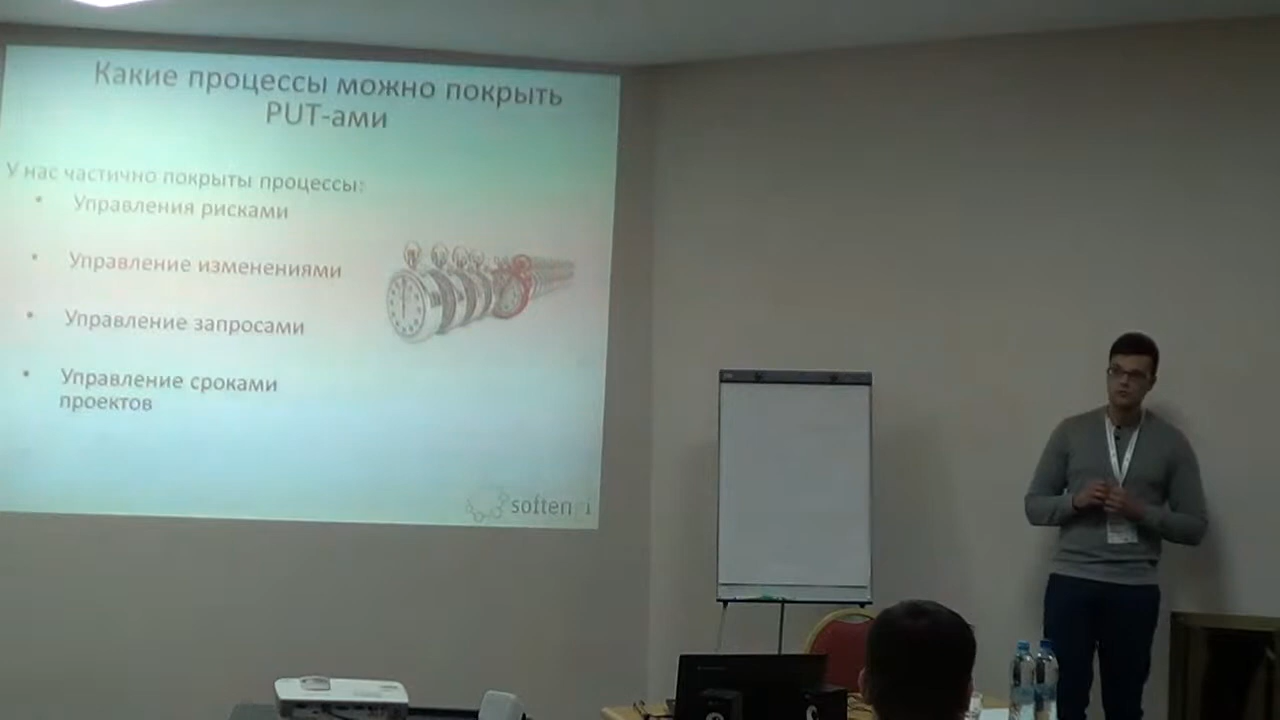 Какие процессы можно покрыть
PUT-ами
У нас частично покрыты процессы:
• Управления рисками
• Управление изменениями
• Управление запросами
• Управление сроками
проектов